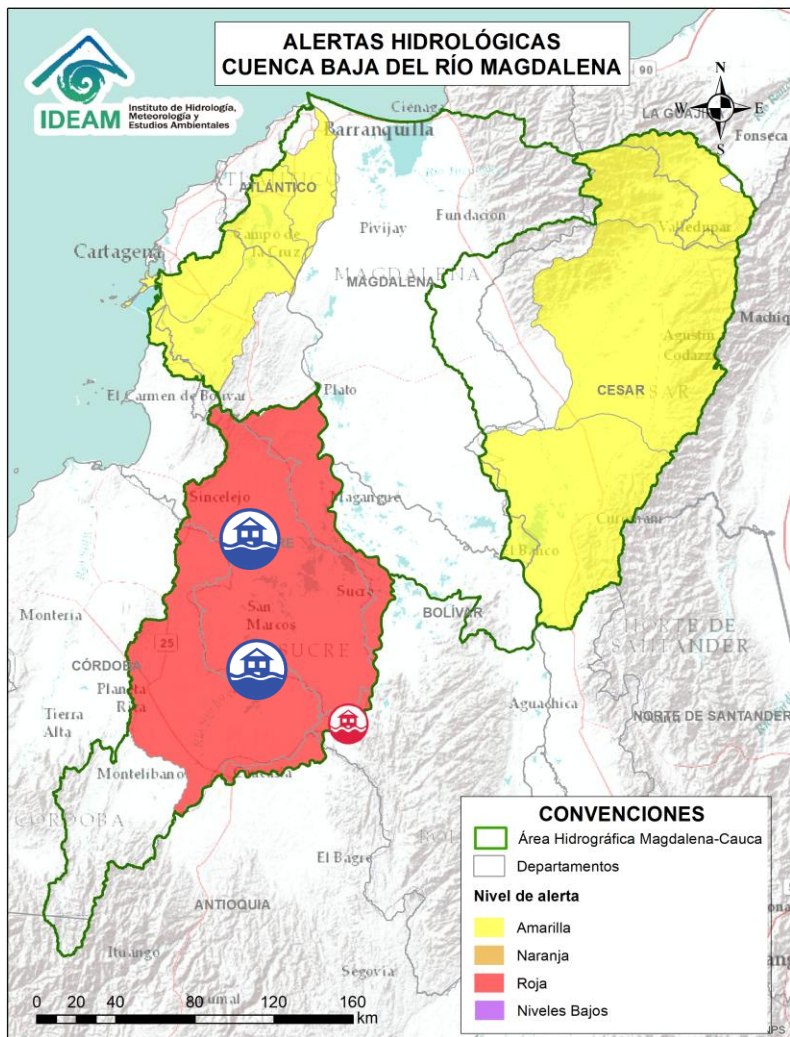 ALERTAS HIDROLÓGICAS
CUENCA BAJA DEL RÍO MAGDALENA
IDEAM
Instituto de Hidrología,
Meteorología y
Estudios Ambientales
N
W
E
S
90
Ciénaga
LA GUAJIRA
Barranquilla
Fonseca
ATLÁNTICO
Fundación
Pivijay
Valledupar
Campo de
la Cruz
Cartagena
MAGDALENA
MAGDALENA
Machiq
Agustín
Codazzi
CESAR
El Carmen de Bolívar
Plato
Sincelejo
Magangue
Curumani
El Banco
Sucre
BOLÍVAR
San
Marcos
Montería
SUCRE
NORTE DE
SANTANDER
25
CÓRDOBA
Planeta
Rica
Aguachica
Tierra
Alta
NORTE DE SANTANDER
Montelibano
CÓRDOBA
El Bagre
ANTIOQUIA
Ituango
Segovia
CONVENCIONES
Área Hidrográfica Magdalena-Cauca
Departamentos
Nivel de alerta
Amarilla
Naranja
Roja
Niveles Bajos
0 20 40 80 120 160
km